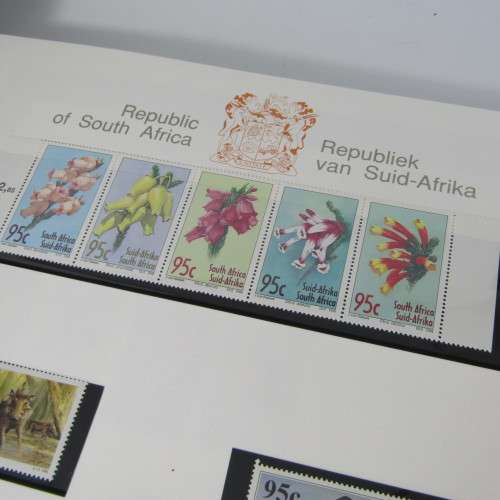 Republic
of South Africa
Republiek
van Suid-Afrika
95c
South Africa
Suid-Afrika
95c
Suid-Afrika
South Africa
95c
South Africa
Suid-Afrika
95c
Suid-Afrika
South Africa
95c
South Africa
Suid-Afrika
95c